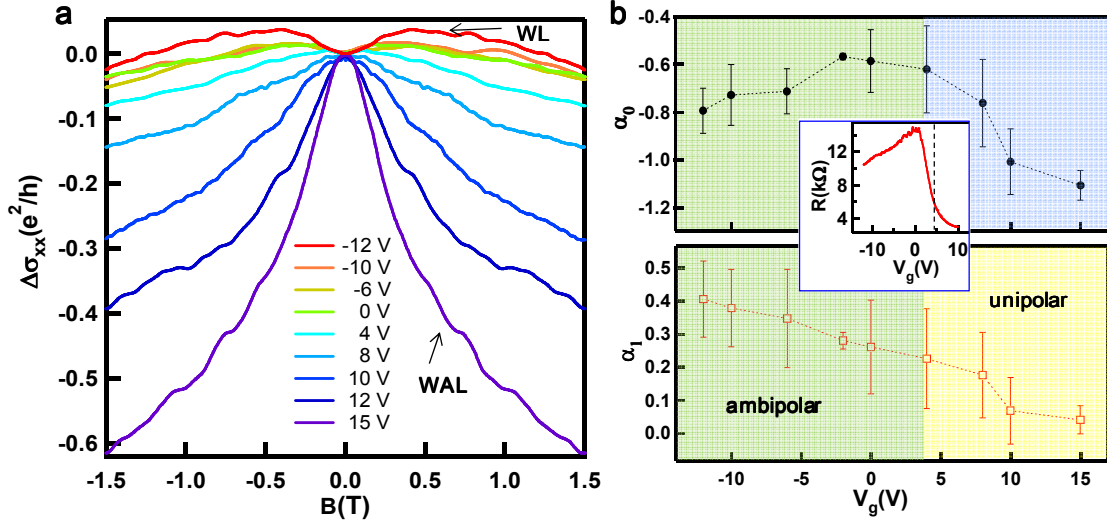 a
WL
WAL
Δσxx(e²/h)
0.0
-0.1
-0.2
-0.3
-0.4
-0.5
-0.6
-12 V
-10 V
-6 V
0 V
4 V
8 V
10 V
12 V
15 V
-1.5 -1.0 -0.5 0.0 0.5 1.0 1.5
B(T)
b
α0
-0.4
-0.6
-0.8
-1.0
-1.2
R(kΩ)
12
8
4
-10 0 10
Vg(V)
α1
0.5
0.4
0.3
0.2
0.1
0.0
unipolar
ambipolar
-10 -5 0 5 10 15
Vg(V)